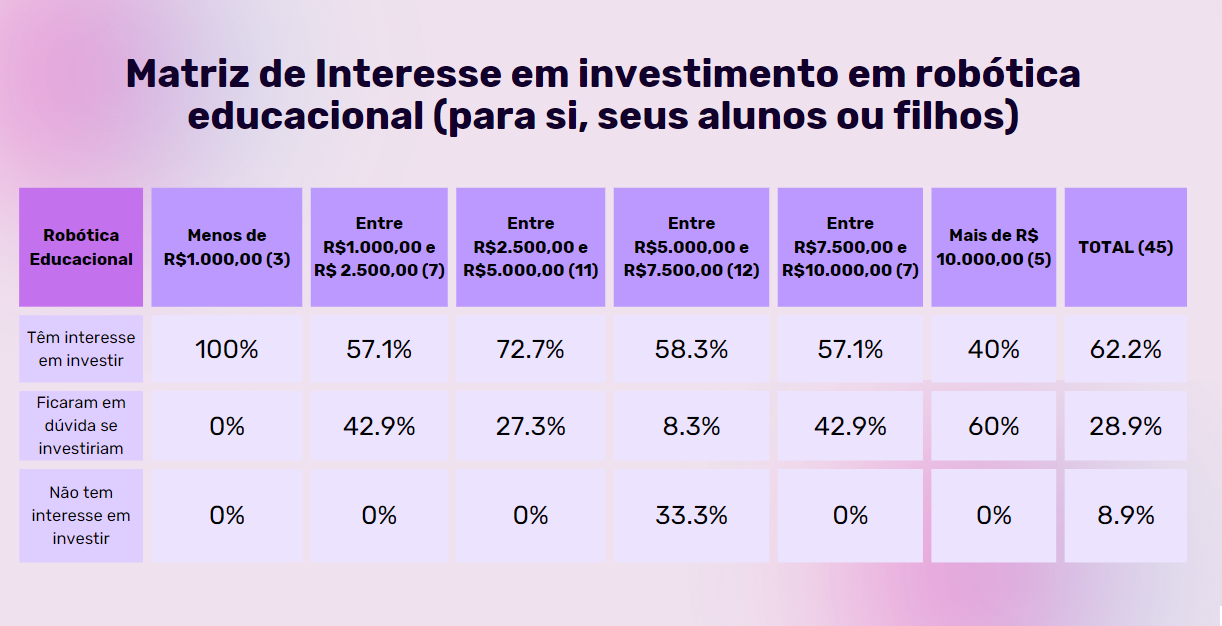 Matriz de Interesse em investimento em robótica
educacional (para si, seus alunos ou filhos)
Robótica
Educacional
Menos de
R$1.000,00 (3)
Entre
R$1.000,00 e
R$ 2.500,00 (7)
Entre
R$2.500,00 e
R$5.000,00 (11)
Entre
R$5.000,00 e
R$7.500,00 (12)
Entre
R$7.500,00 e
R$10.000,00 (7)
Mais de R$
10.000,00 (5)
TOTAL (45)
Têm interesse
em investir
100%
57.1%
72.7%
58.3%
57.1%
40%
62.2%
Ficaram em
dúvida se
investiriam
0%
42.9%
27.3%
8.3%
42.9%
60%
28.9%
Não tem
interesse em
investir
0%
0%
0%
33.3%
0%
0%
8.9%